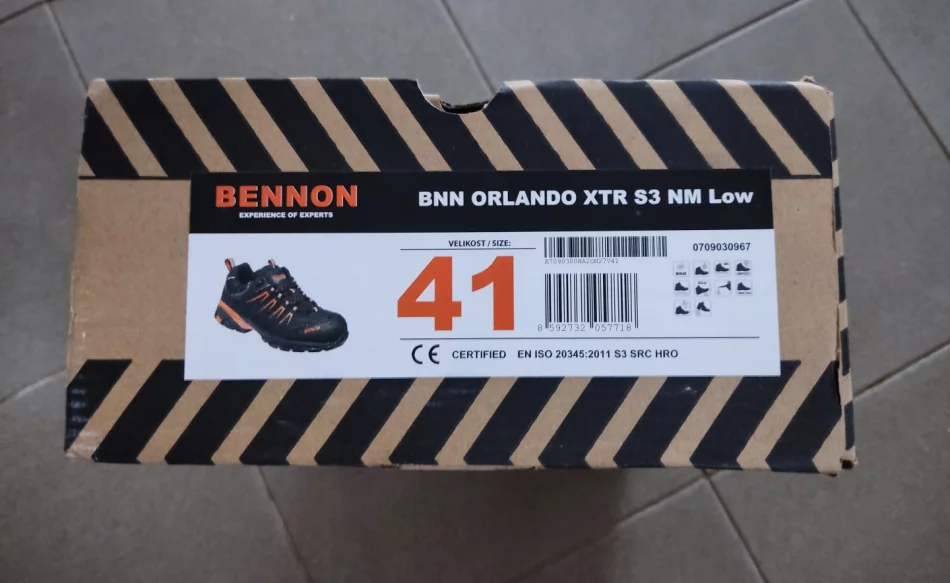 BENNON
EXPERIENCE OF EXPERTS
BNN ORLANDO XTR S3 NM Low
VELIKOST / SIZE:
41
0709030967
8 592732 057718
CE CERTIFIED EN ISO 20345:2011 S3 SRC HRO